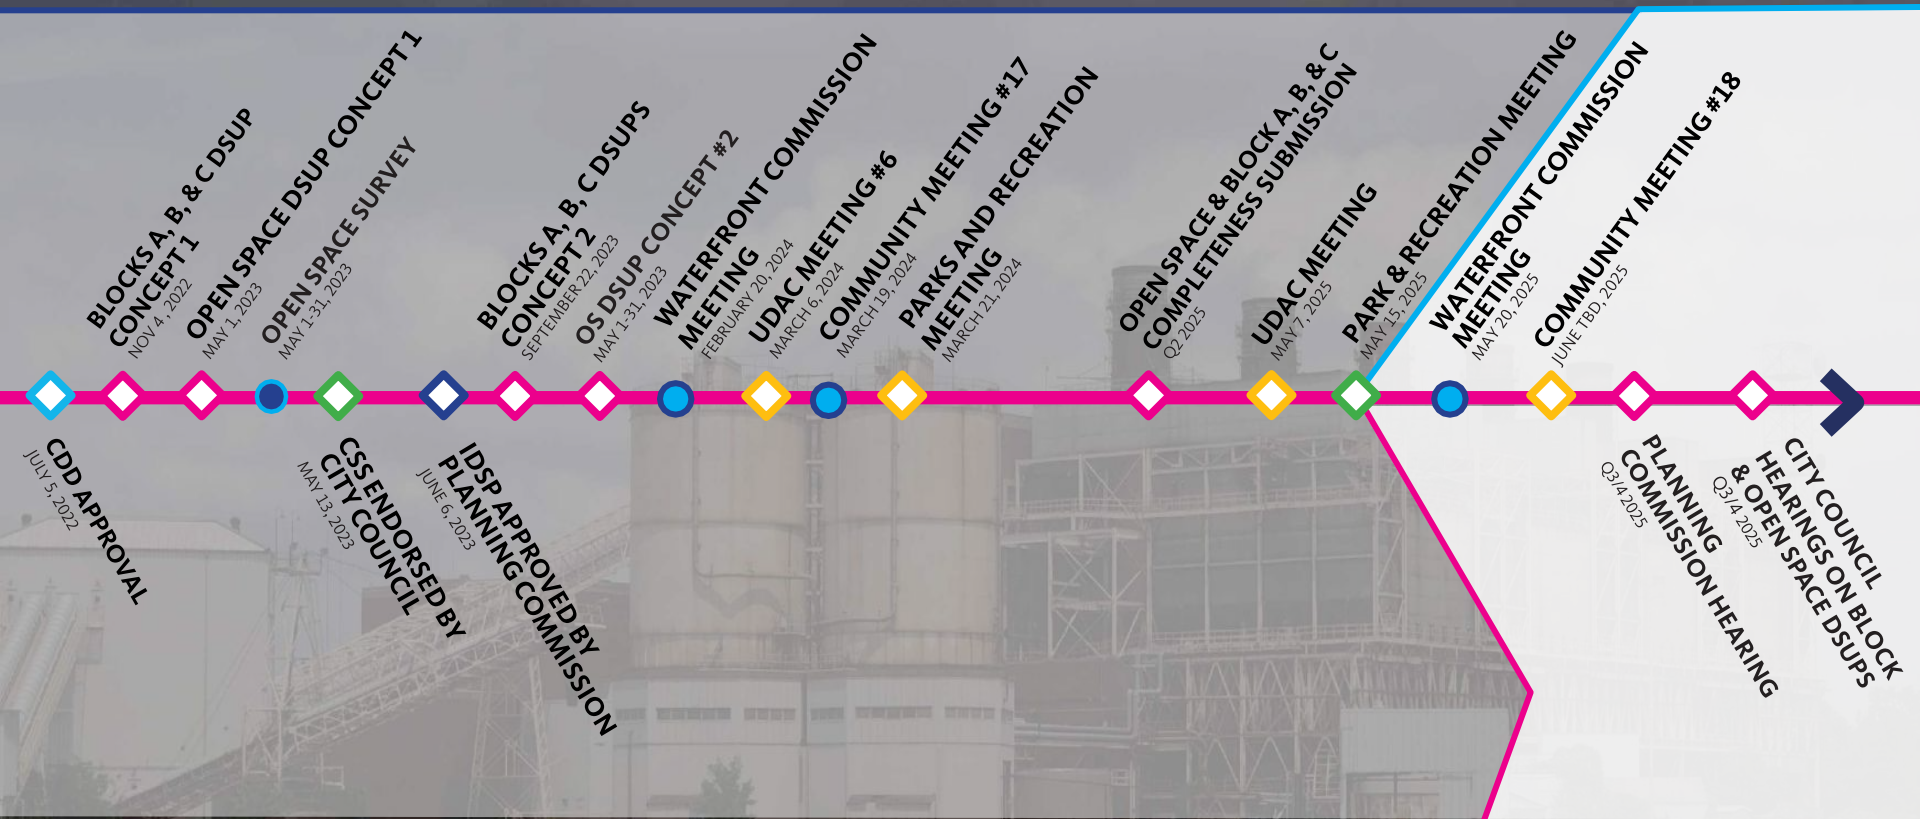 CDD APPROVAL
JULY 5, 2022
BLOCKS A, B, & C DSUP
CONCEPT 1
NOV 4, 2022
OPEN SPACE DSUP CONCEPT 1
MAY 1, 2023
OPEN SPACE SURVEY
MAY 1-31, 2023
CSS ENDORSED BY
CITY COUNCIL
MAY 13, 2023
IDSP APPROVED BY
PLANNING COMMISSION
JUNE 6, 2023
BLOCKS A, B, C DSUPS
CONCEPT 2
SEPTEMBER 22, 2023
OS DSUP CONCEPT #2
MAY 1-31, 2023
WATERFRONT COMMISSION
MEETING
FEBRUARY 20, 2024
UDAC MEETING #6
MARCH 6, 2024
COMMUNITY MEETING #17
MARCH 19, 2024
PARKS AND RECREATION
MEETING
MARCH 21, 2024
OPEN SPACE & BLOCK A, B, & C
COMPLETENESS SUBMISSION
Q2 2025
UDAC MEETING
MAY 7, 2025
PARK & RECREATION MEETING
MAY 15, 2025
WATERFRONT COMMISSION
MEETING
MAY 20, 2025
COMMUNITY MEETING #18
JUNE TBD, 2025
PLANNING
COMMISSION HEARING
Q3/4 2025
CITY COUNCIL
HEARINGS ON BLOCK
& OPEN SPACE DSUPS
Q3/4 2025